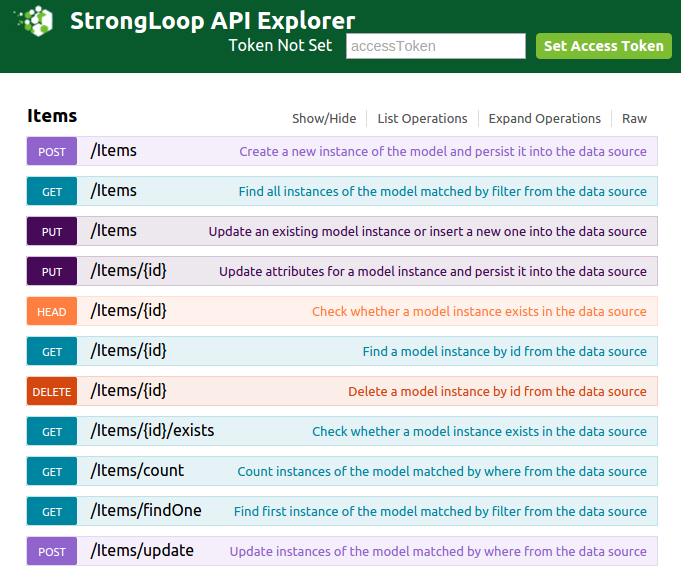 StrongLoop API Explorer
Token Not Set accessToken Set Access Token
Items Show/Hide List Operations Expand Operations Raw
POST /Items Create a new instance of the model and persist it into the data source
GET /Items Find all instances of the model matched by filter from the data source
PUT /Items Update an existing model instance or insert a new one into the data source
PUT /Items/{id} Update attributes for a model instance and persist it into the data source
HEAD /Items/{id} Check whether a model instance exists in the data source
GET /Items/{id} Find a model instance by id from the data source
DELETE /Items/{id} Delete a model instance by id from the data source
GET /Items/{id}/exists Check whether a model instance exists in the data source
GET /Items/count Count instances of the model matched by where from the data source
GET /Items/findOne Find first instance of the model matched by filter from the data source
POST /Items/update Update instances of the model matched by where from the data source